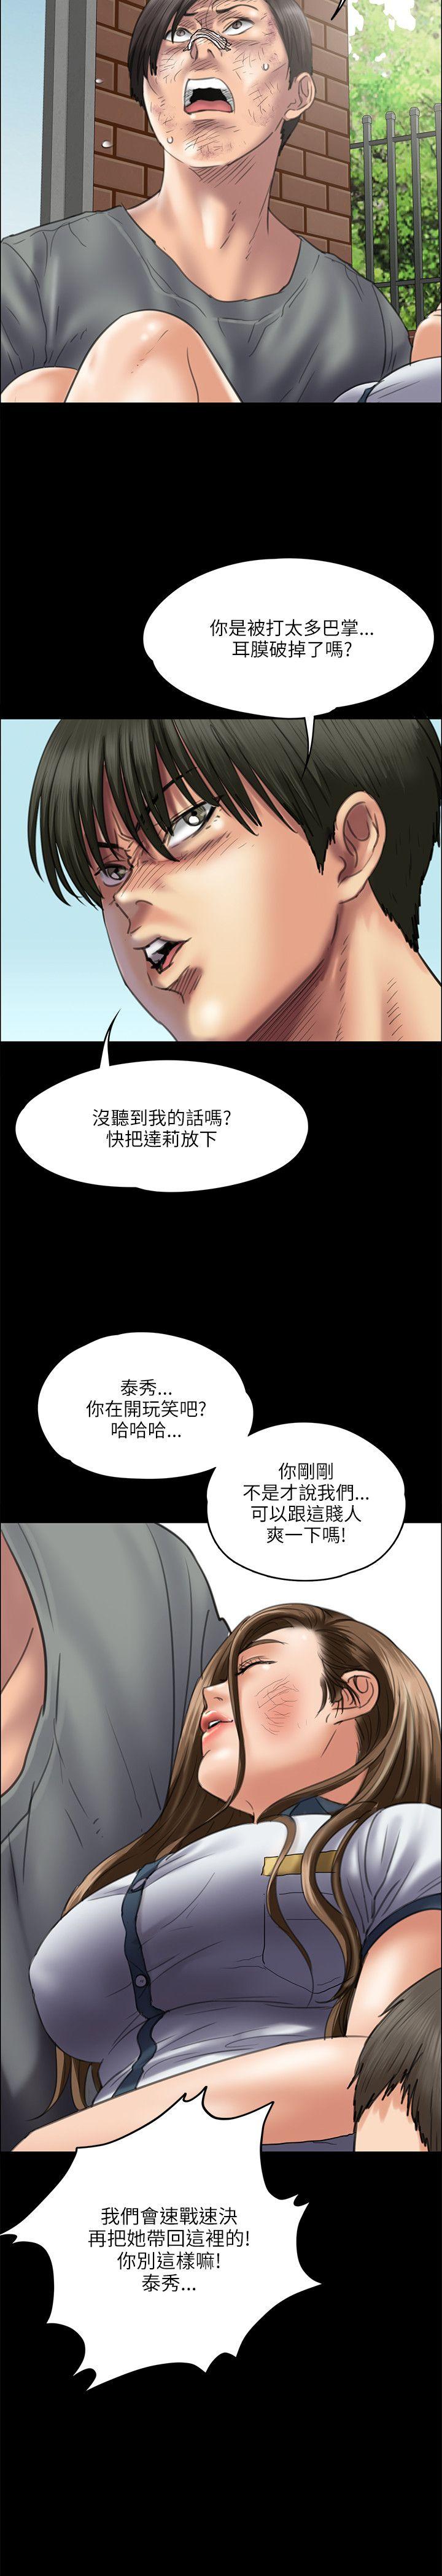 你是被打太多巴掌...
耳膜破掉了嗎?
沒聽到我的話嗎?
快把達莉放下
泰秀...
你在開玩笑吧?
哈哈哈...
你剛剛
不是才說我們...
可以跟這賤人
爽一下嗎!
我們會速戰速決
再把她帶回這裡的!
你別這樣嘛!
泰秀...